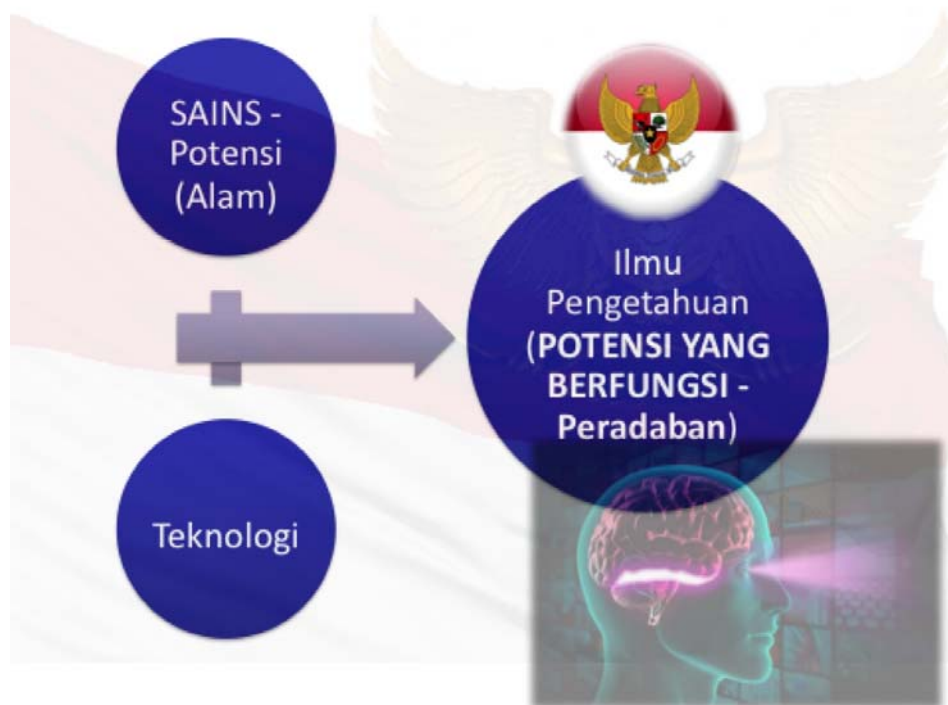 SAINS -
Potensi
(Alam)
Ilmu
Pengetahuan
(POTENSI YANG
BERFUNGSI -
Peradaban)
Teknologi